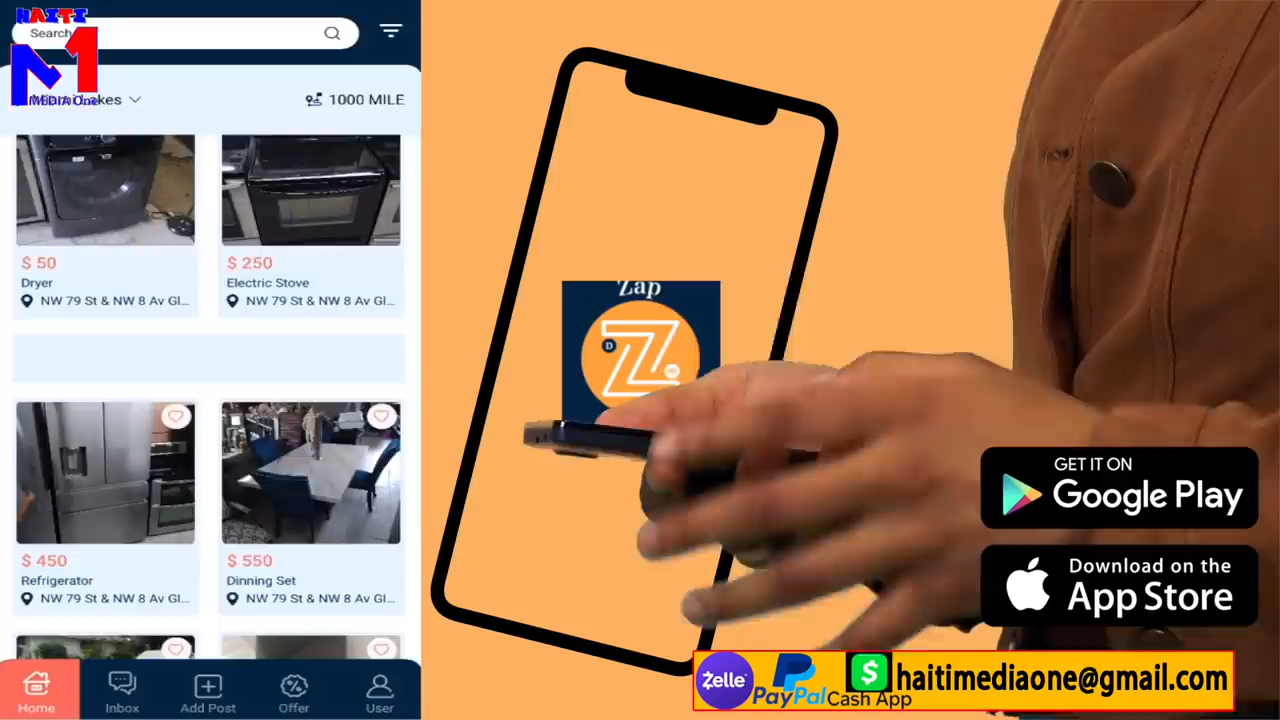 HAITI
Search
MEDIA One
1000 MILE
$ 50
Dryer
NW 79 St & NW 8 Av Gl...
$ 250
Electric Stove
NW 79 St & NW 8 Av Gl...
$ 450
Refrigerator
NW 79 St & NW 8 Av Gl...
$ 550
Dinning Set
NW 79 St & NW 8 Av Gl...
Home
Inbox
Add Post
Offer
User
Zap
D
Z
GET IT ON
Google Play
Download on the
App Store
Zelle
PayPal
$
Cash App
haitimediaone@gmail.com